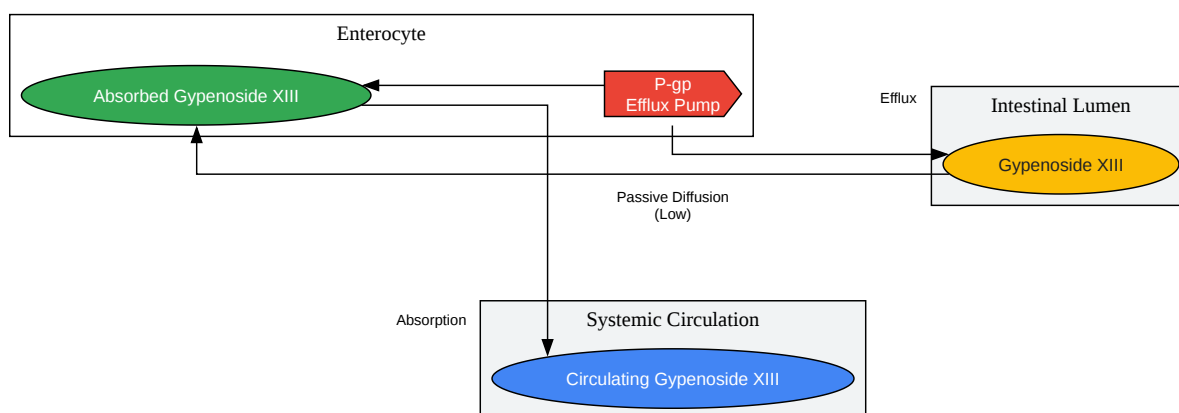 Enterocyte
Absorbed Gypenoside XIII
P-gp
Efflux Pump
Efflux
Intestinal Lumen
Gypenoside XIII
Passive Diffusion
(Low)
Absorption
Systemic Circulation
Circulating Gypenoside XIII